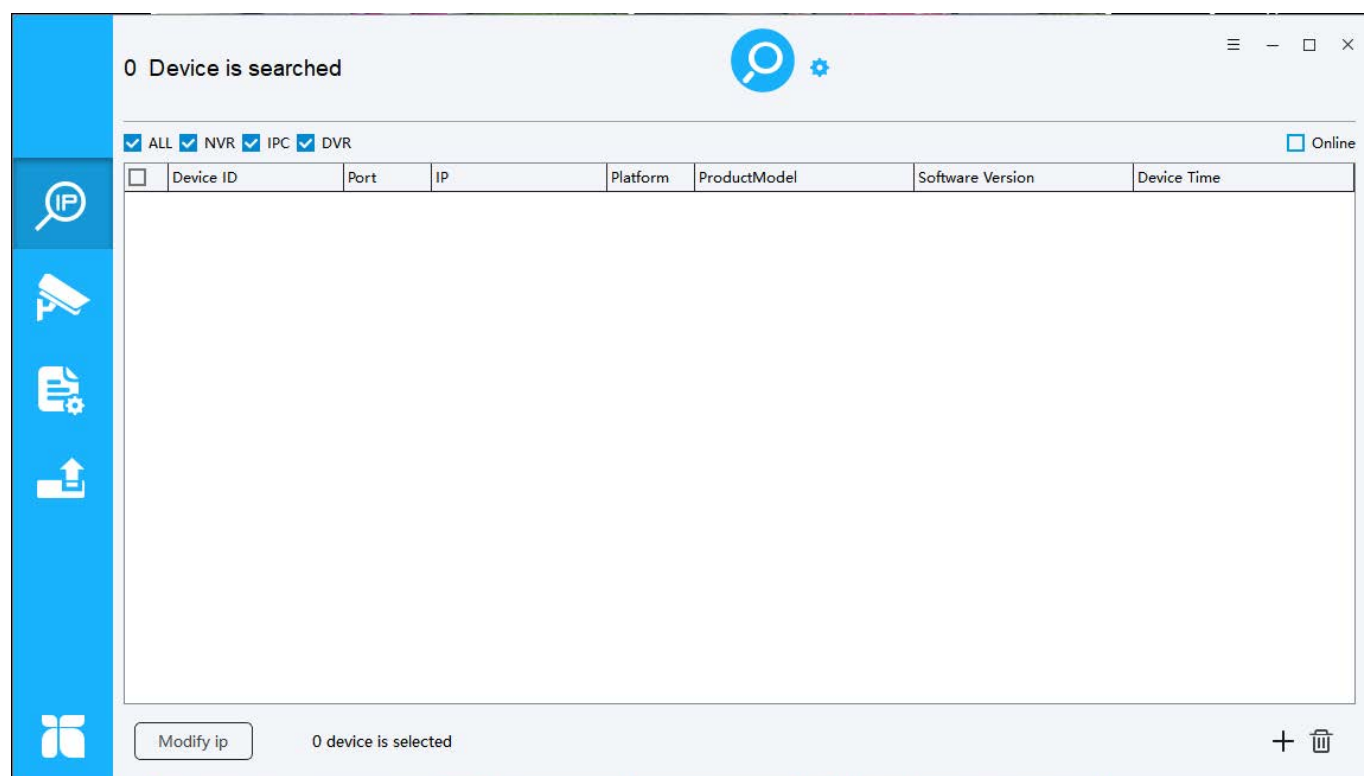 0 Device is searched
ALL NVR IPC DVR Online
Device ID Port IP Platform ProductModel Software Version Device Time
IP
Modify ip 0 device is selected